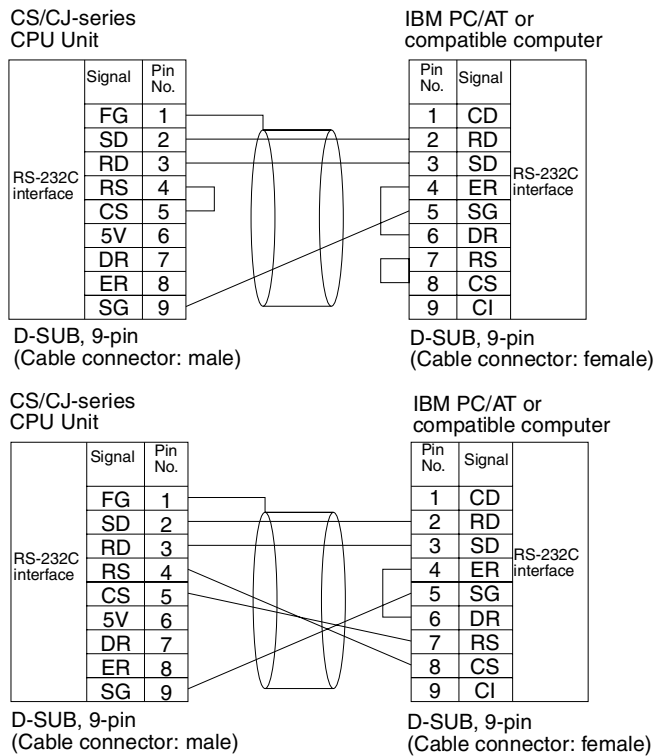 CS/CJ-series
CPU Unit
IBM PC/AT or
compatible computer
Signal
Pin
No.
Pin
No.
Signal
FG 1 1 CD
SD 2 2 RD
RD 3 3 SD
RS 4 4 ER
CS 5 5 SG
5V 6 6 DR
DR 7 7 RS
ER 8 8 CS
SG 9 9 CI
RS-232C
interface
RS-232C
interface
D-SUB, 9-pin
(Cable connector: male)
D-SUB, 9-pin
(Cable connector: female)
CS/CJ-series
CPU Unit
IBM PC/AT or
compatible computer
Signal
Pin
No.
Pin
No.
Signal
FG 1 1 CD
SD 2 2 RD
RD 3 3 SD
RS 4 4 ER
CS 5 5 SG
5V 6 6 DR
DR 7 7 RS
ER 8 8 CS
SG 9 9 CI
RS-232C
interface
RS-232C
interface
D-SUB, 9-pin
(Cable connector: male)
D-SUB, 9-pin
(Cable connector: female)